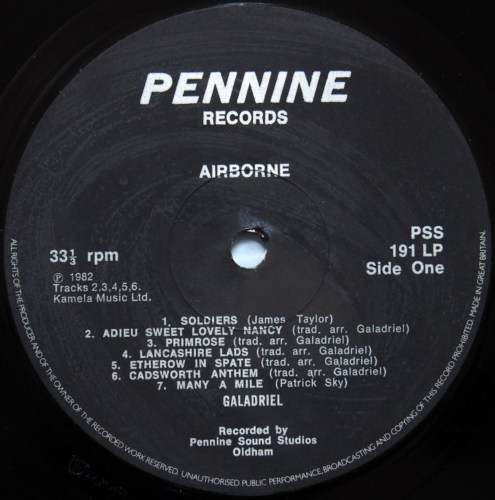 PENNINE
RECORDS
AIRBORNE
33⅓ rpm
℗ 1982
Tracks 2,3,4,5,6.
Kamela Music Ltd.
PSS
191 LP
Side One
1. SOLDIERS (James Taylor)
2. ADIEU SWEET LOVELY NANCY (trad. arr. Galadriel)
3. PRIMROSE (trad. arr. Galadriel)
4. LANCASHIRE LADS (trad. arr. Galadriel)
5. ETHEROW IN SPATE (trad. arr. Galadriel)
6. CADSWORTH ANTHEM (trad. arr. Galadriel)
7. MANY A MILE (Patrick Sky)
GALADRIEL
Recorded by
Pennine Sound Studios
Oldham
ALL RIGHTS OF THE PRODUCER AND OF THE OWNER OF THE RECORDED WORK RESERVED. UNAUTHORISED PUBLIC PERFORMANCE, BROADCASTING AND COPYING OF THIS RECORD PROHIBITED. MADE IN GREAT BRITAIN.